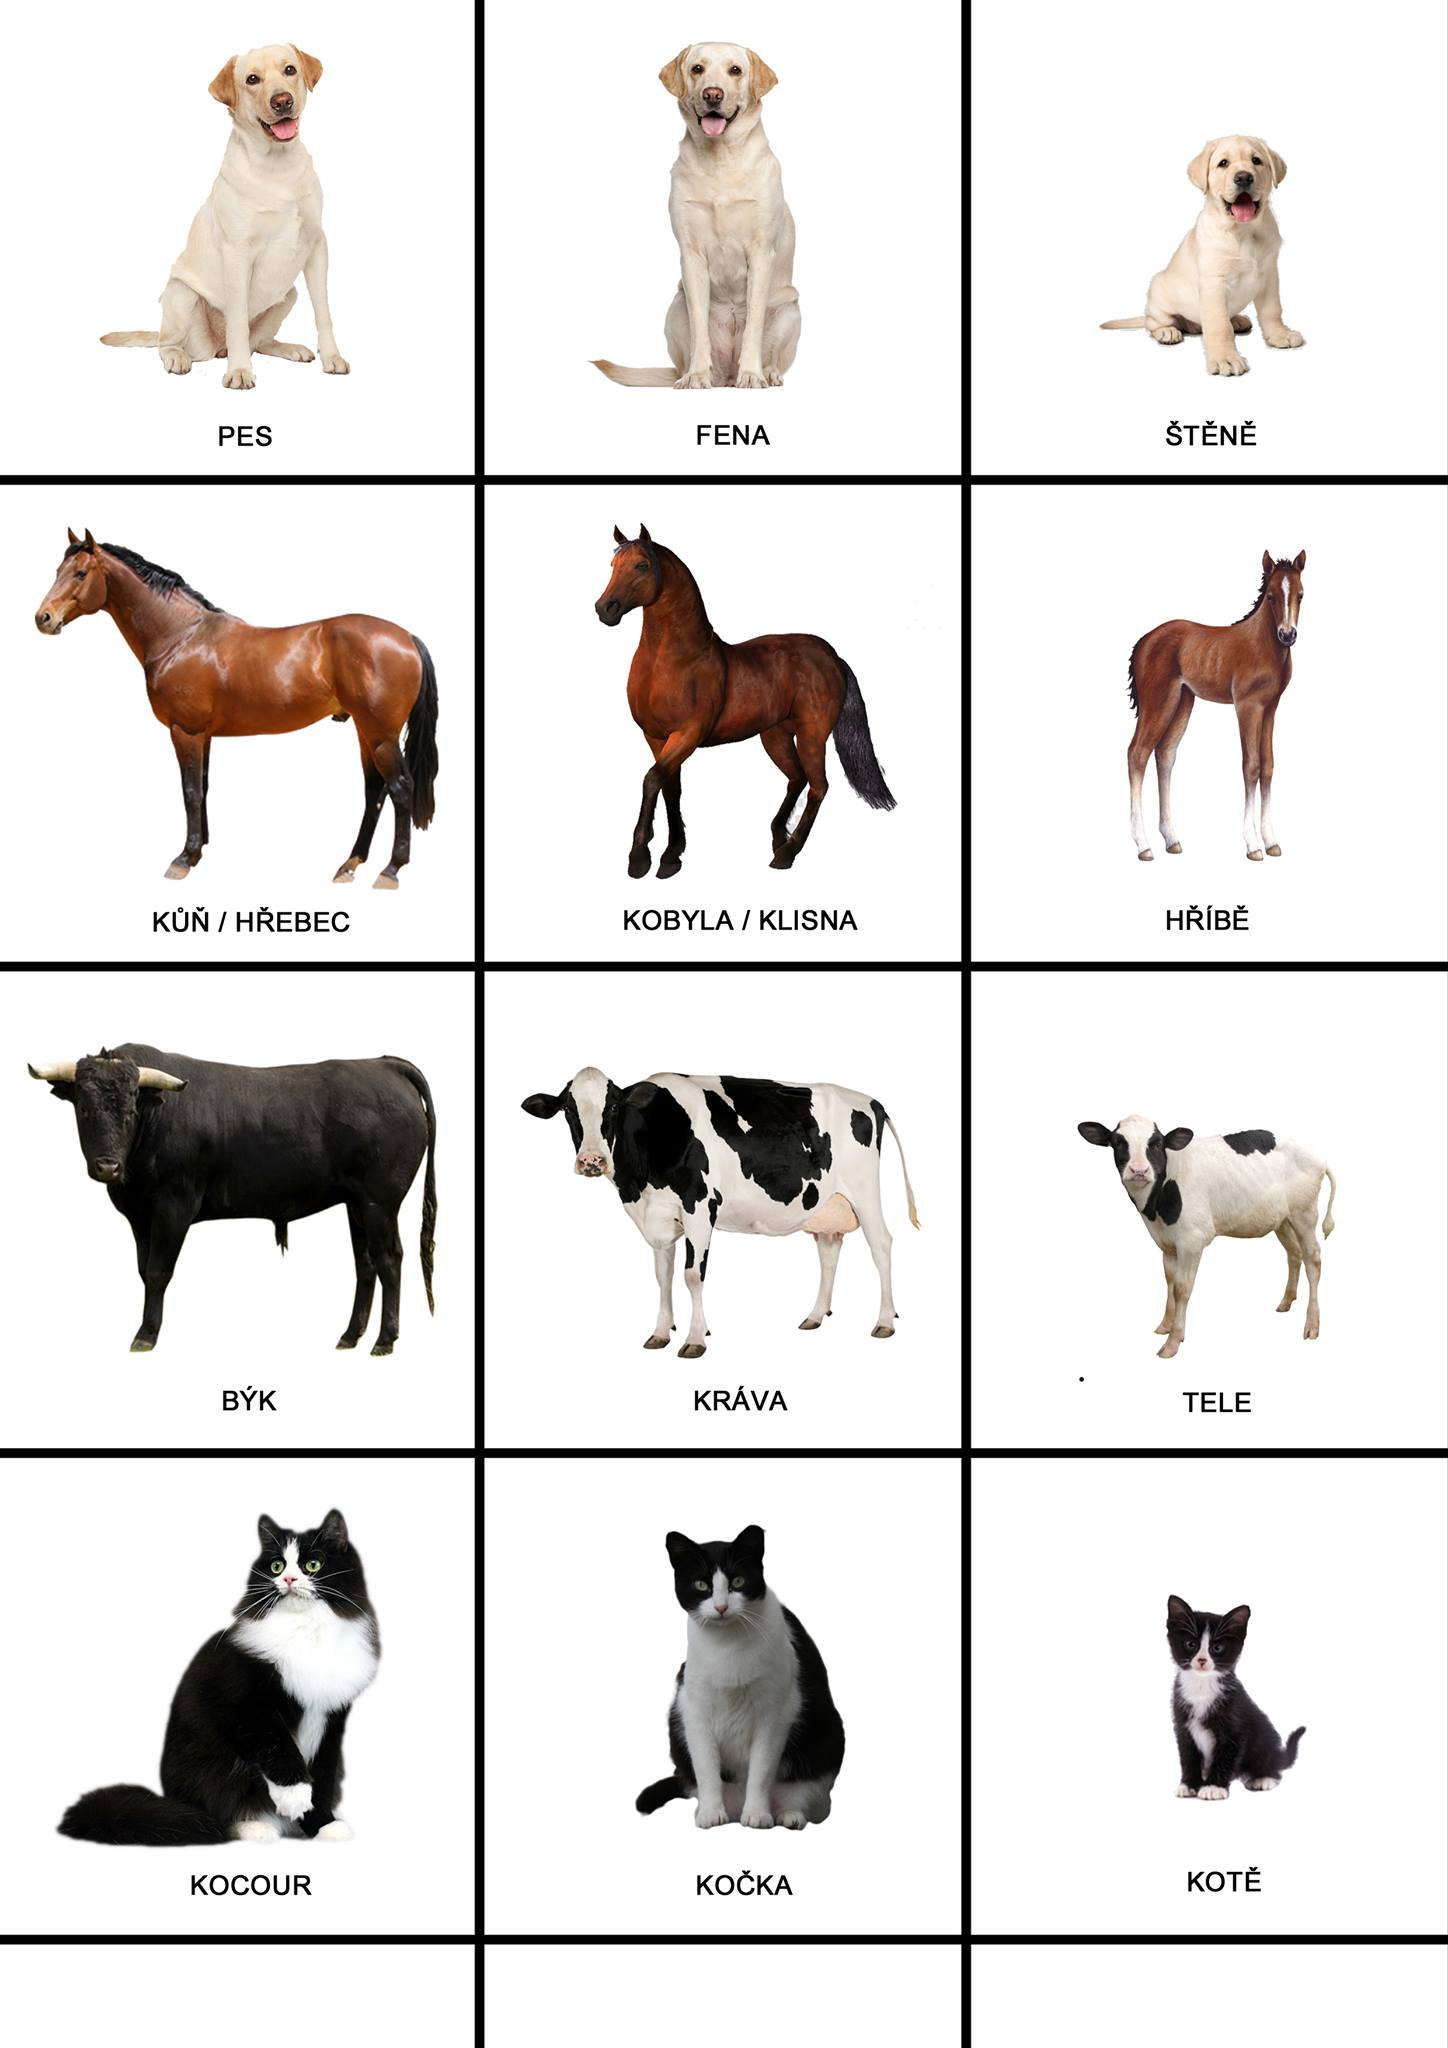 PES
FENA
ŠTĚNĚ
KŮŇ / HŘEBEC
KOBYLA / KLISNA
HŘÍBĚ
BÝK
KRÁVA
TELE
KOCOUR
KOČKA
KOTĚ